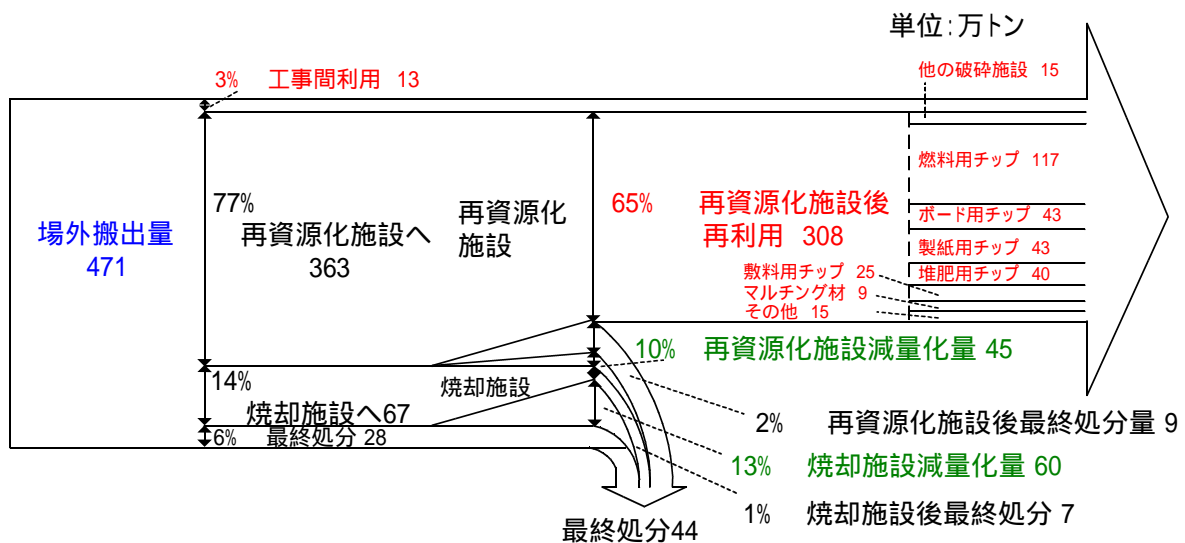 単位:万トン
3% 工事間利用 13
他の破砕施設 15
場外搬出量
471
77%
再資源化施設へ
363
再資源化
施設
65% 再資源化施設後
再利用 308
燃料用チップ 117
ボード用チップ 43
製紙用チップ 43
堆肥用チップ 40
敷料用チップ 25
マルチング材 9
その他 15
10% 再資源化施設減量化量 45
14%
焼却施設へ67
焼却施設
6% 最終処分 28
2% 再資源化施設後最終処分量 9
13% 焼却施設減量化量 60
1% 焼却施設後最終処分 7
最終処分44